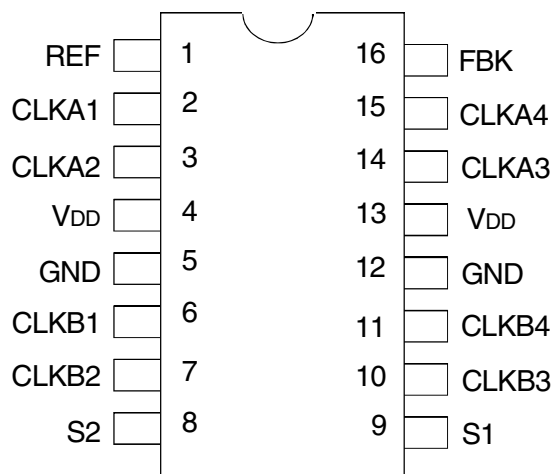 REF 1 16 FBK
CLKA1 2 15 CLKA4
CLKA2 3 14 CLKA3
VDD 4 13 VDD
GND 5 12 GND
CLKB1 6 11 CLKB4
CLKB2 7 10 CLKB3
S2 8 9 S1